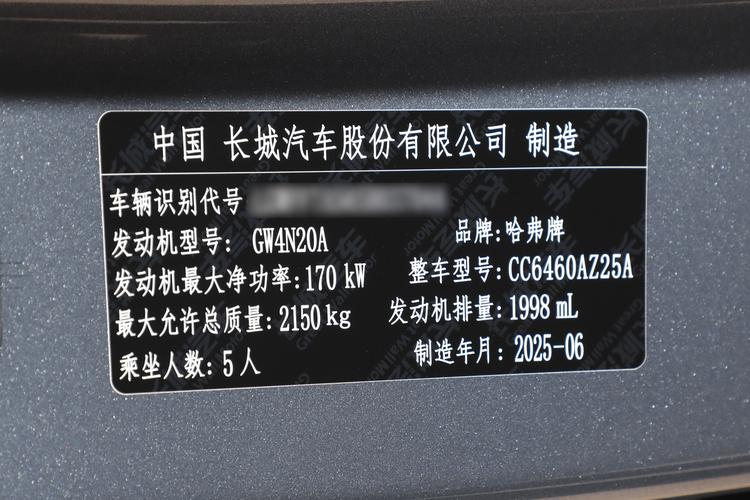 中国 长城汽车股份有限公司 制造
车辆识别代号
发动机型号: GW4N20A
品牌:哈弗牌
发动机最大净功率:170 kW
整车型号:CC6460AZ25A
最大允许总质量:2150 kg
发动机排量:1998 mL
乘坐人数:5 人
制造年月:2025-06